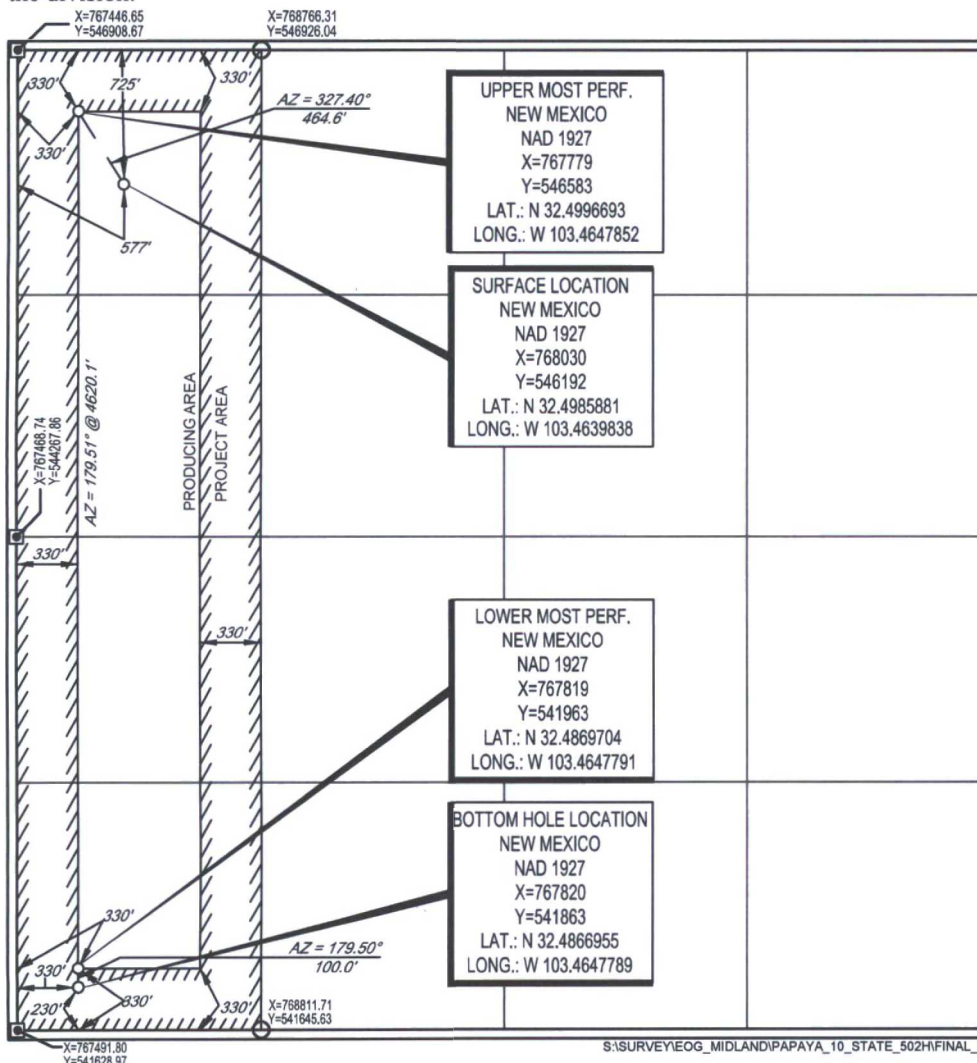 the division.
X=767446.65
Y=546908.67
X=768766.31
Y=546926.04
330'
725'
330'
AZ = 327.40°
464.6'
330'
577'
UPPER MOST PERF.
NEW MEXICO
NAD 1927
X=767779
Y=546583
LAT.: N 32.4996693
LONG.: W 103.4647852
SURFACE LOCATION
NEW MEXICO
NAD 1927
X=768030
Y=546192
LAT.: N 32.4985881
LONG.: W 103.4639838
AZ = 179.51° @ 4620.1'
PRODUCING AREA
PROJECT AREA
X=767468.74
Y=544267.86
330'
330'
LOWER MOST PERF.
NEW MEXICO
NAD 1927
X=767819
Y=541963
LAT.: N 32.4869704
LONG.: W 103.4647791
BOTTOM HOLE LOCATION
NEW MEXICO
NAD 1927
X=767820
Y=541863
LAT.: N 32.4866955
LONG.: W 103.4647789
330'
AZ = 179.50°
100.0'
330'
230'
330'
330'
X=768811.71
Y=541645.63
X=767491.80
Y=541628.97
S:\SURVEY\EOG_MIDLAND\PAPAYA_10_STATE_502H\FINAL_